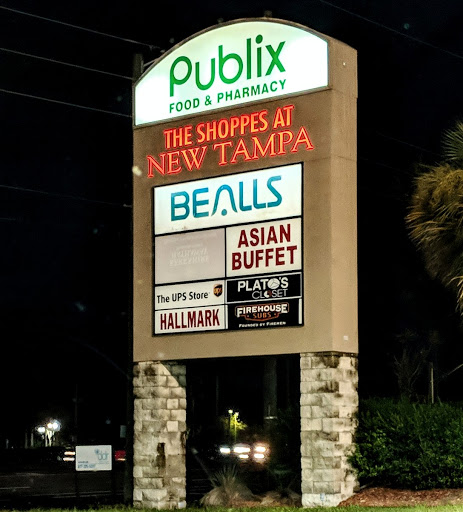 Publix
FOOD & PHARMACY
THE SHOPPES AT
NEW TAMPA
BEALLS
ASIAN
BUFFET
The UPS Store
PLATO'S
CLOSET
HALLMARK
FIREHOUSE
SUBS
FOUNDED BY FIREMEN